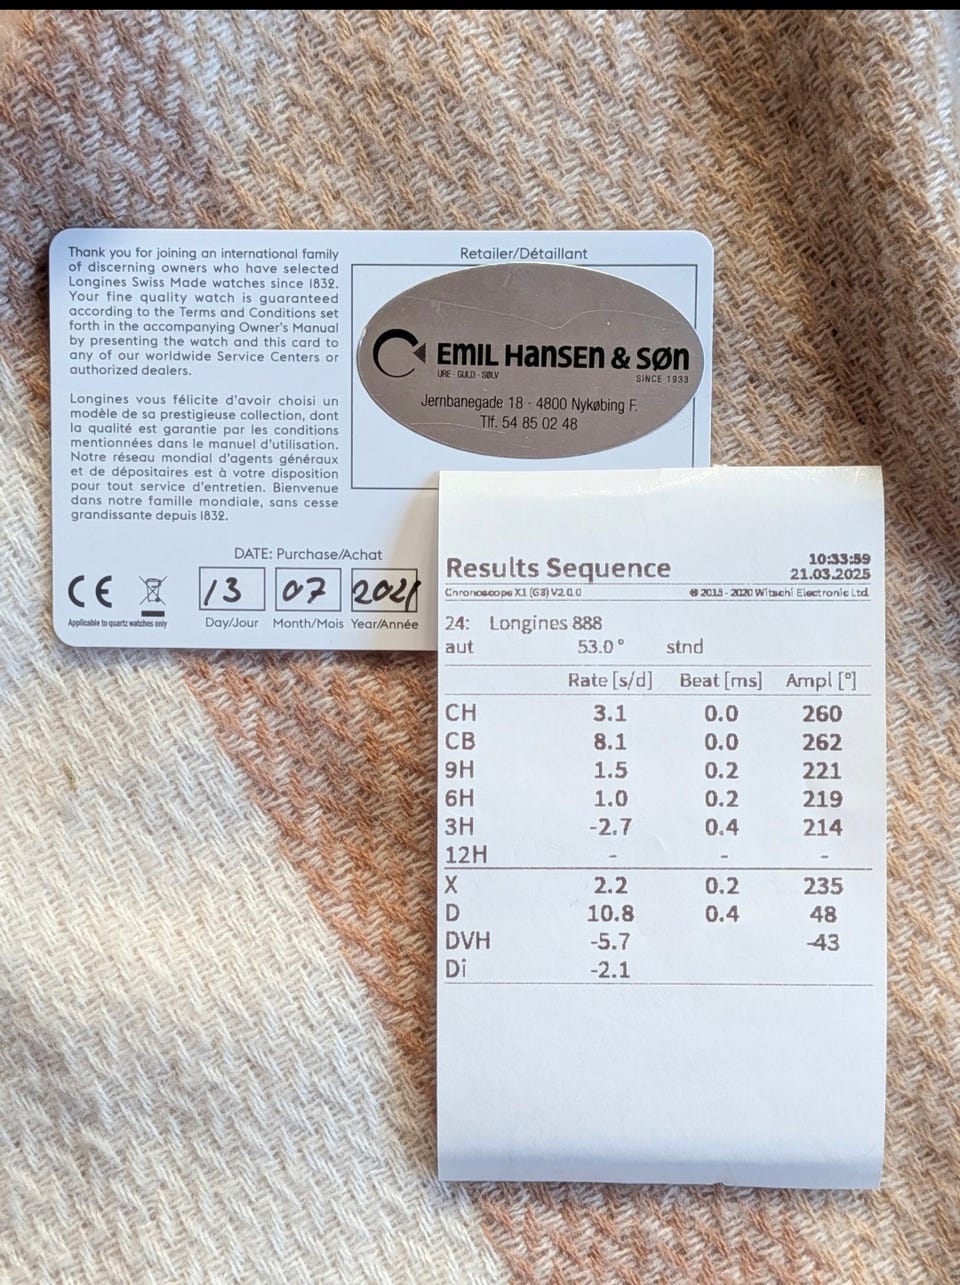 Thank you for joining an international family
of discerning owners who have selected
Longines Swiss Made watches since 1832.
Your fine quality watch is guaranteed
according to the Terms and Conditions set
forth in the accompanying Owner's Manual
by presenting the watch and this card to
any of our worldwide Service Centers or
authorized dealers.
Longines vous félicite d'avoir choisi un
modèle de sa prestigieuse collection, dont
la qualité est garantie par les conditions
mentionnées dans le manuel d'utilisation.
Notre réseau mondial d'agents généraux
et de dépositaires est à votre disposition
pour tout service d'entretien. Bienvenue
dans notre famille mondiale, sans cesse
grandissante depuis 1832.
Retailer/Détaillant
EMIL HANSEN & SØN
URE · GULD · SØLV
SINCE 1933
Jernbanegade 18 · 4800 Nykøbing F.
Tlf. 54 85 02 48
DATE: Purchase/Achat
CE
13 07 2021
Applicable to quartz watches only
Day/Jour Month/Mois Year/Année
Results Sequence 10:33:59
21.03.2025
Chronoscope X1 (G3) V2.0.0 © 2015 - 2020 Witschi Electronic Ltd.
24: Longines 888
aut 53.0° stnd
Rate [s/d] Beat [ms] Ampl [°]
CH 3.1 0.0 260
CB 8.1 0.0 262
9H 1.5 0.2 221
6H 1.0 0.2 219
3H -2.7 0.4 214
12H - - -
X 2.2 0.2 235
D 10.8 0.4 48
DVH -5.7 -43
Di -2.1